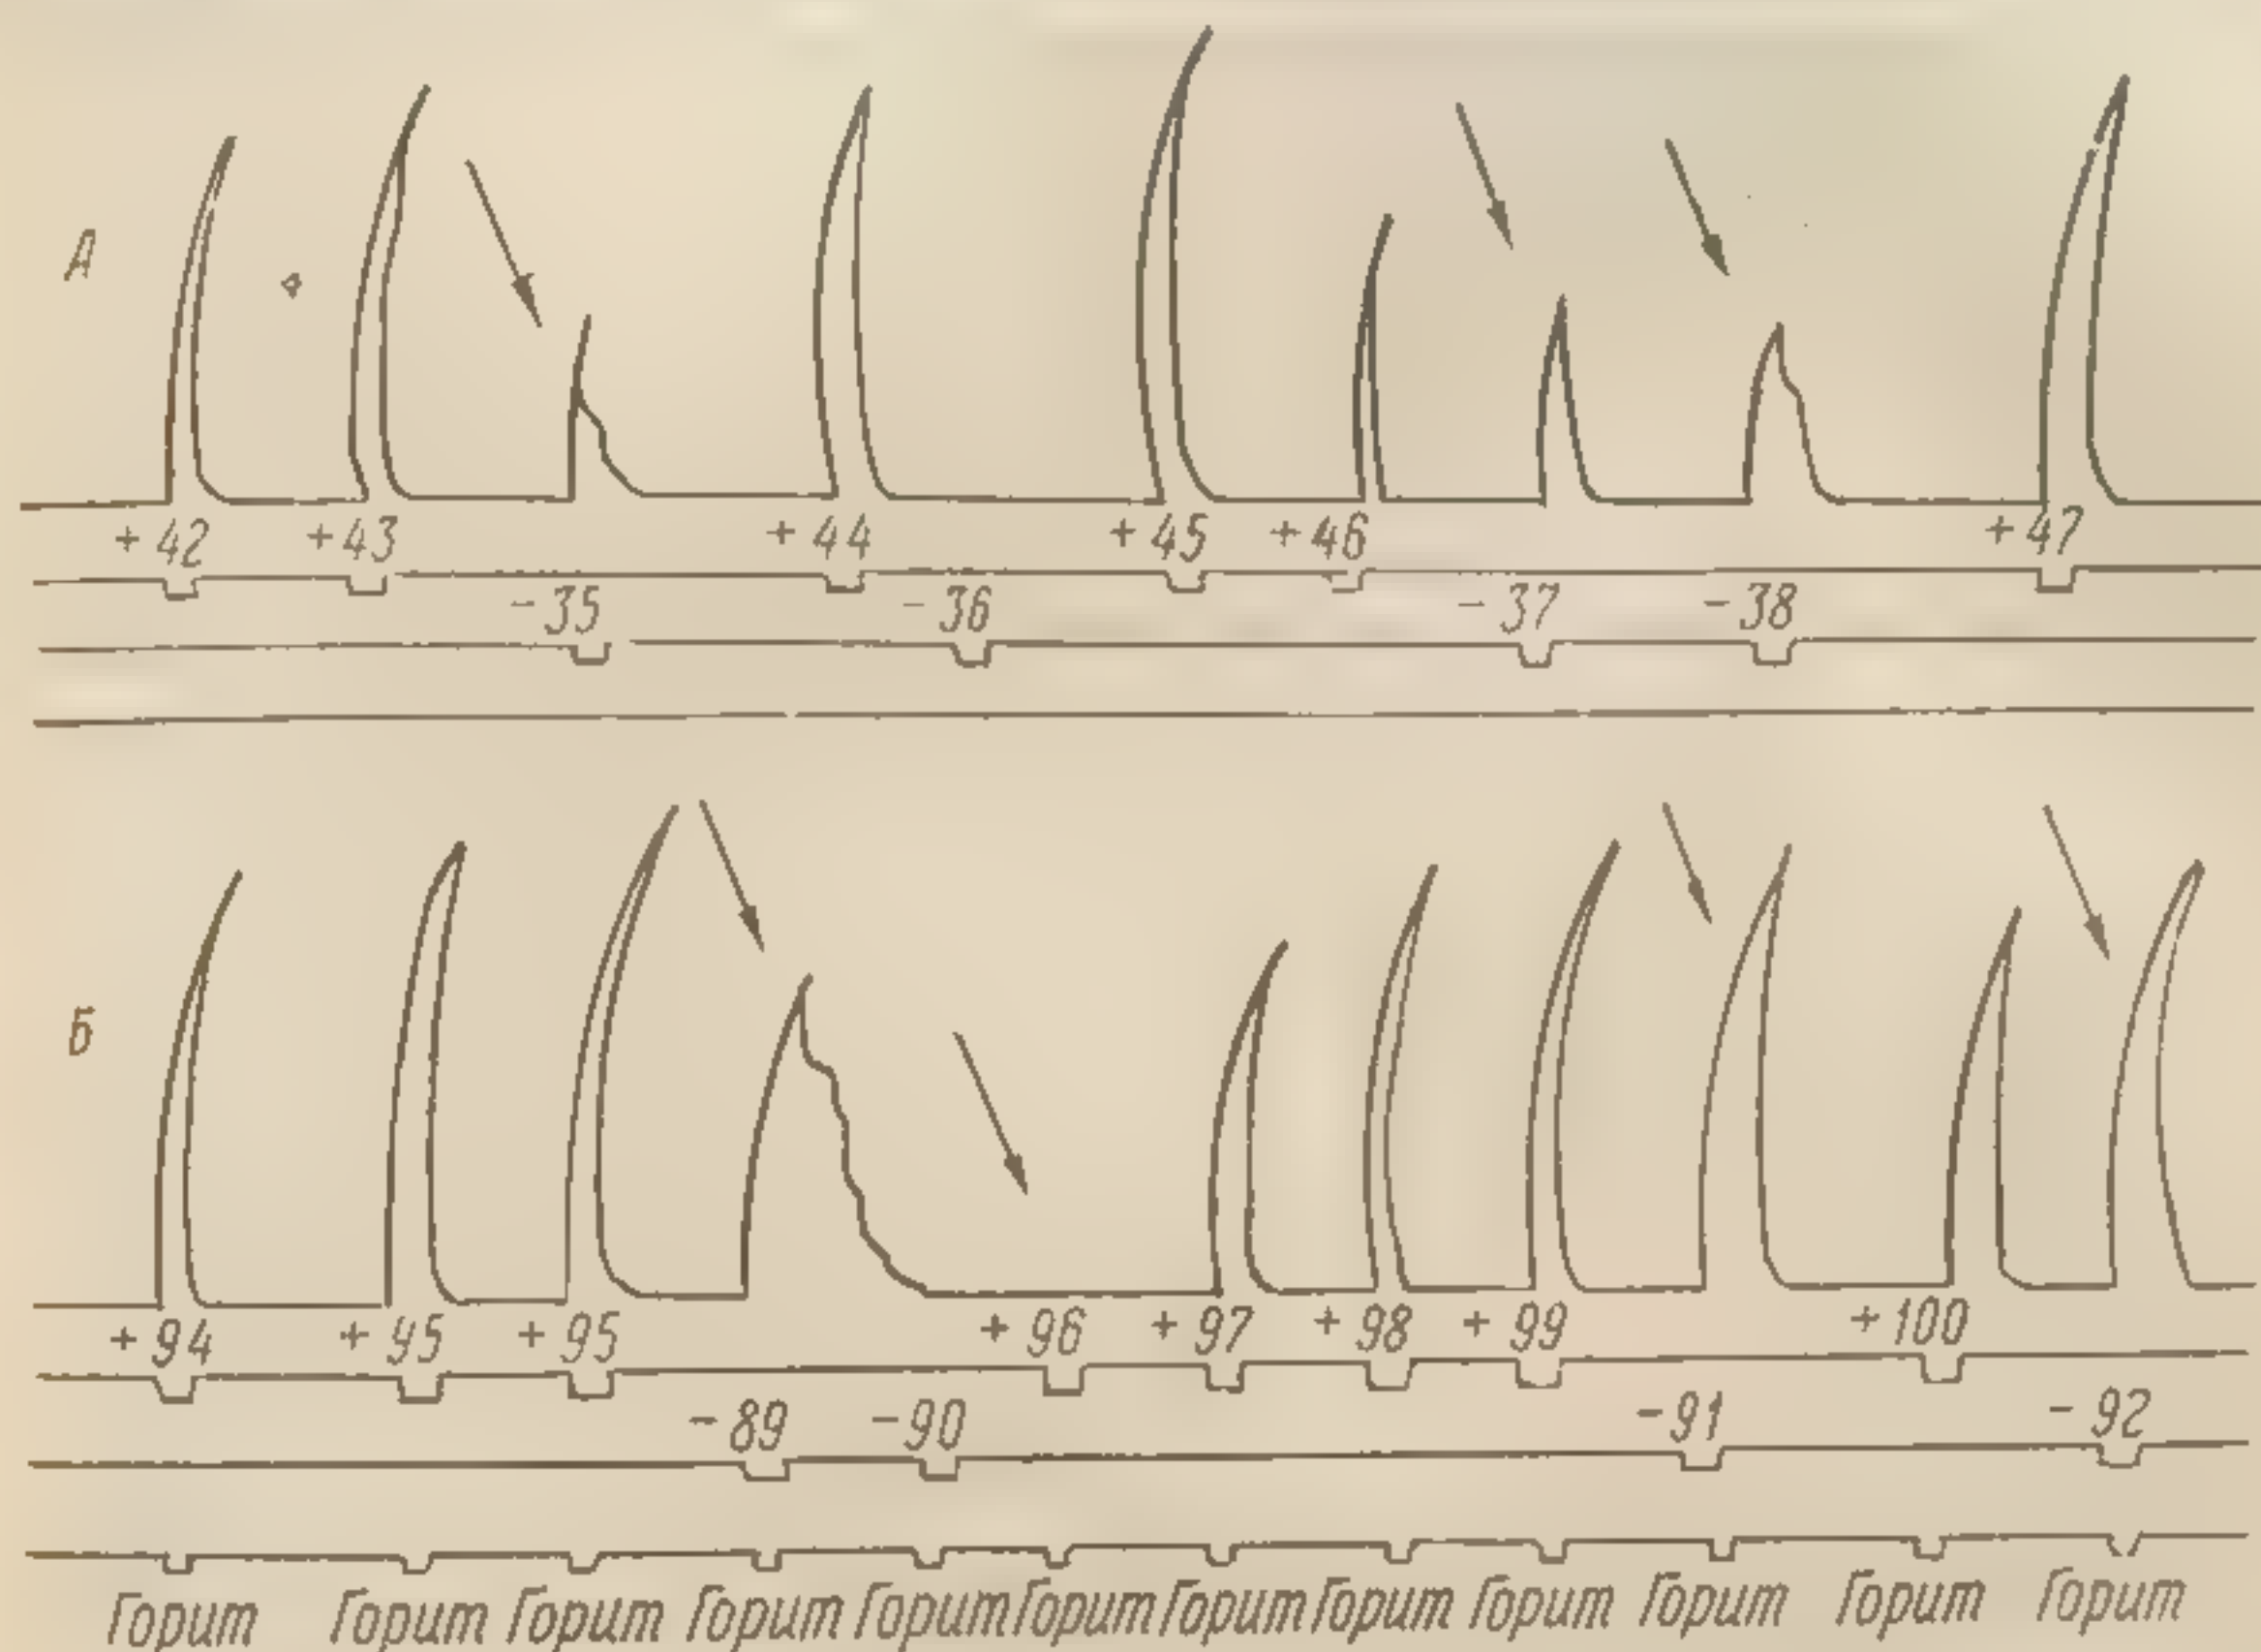 А
+42 +43 +44 +45 +46 +47
-35 -36 -37 -38
Б
+94 +95 +95 +96 +97 +98 +99 +100
-89 -90 -91 -92
Горит Горит Горит Горит Горит Горит Горит Горит Горит Горит Горит Горит